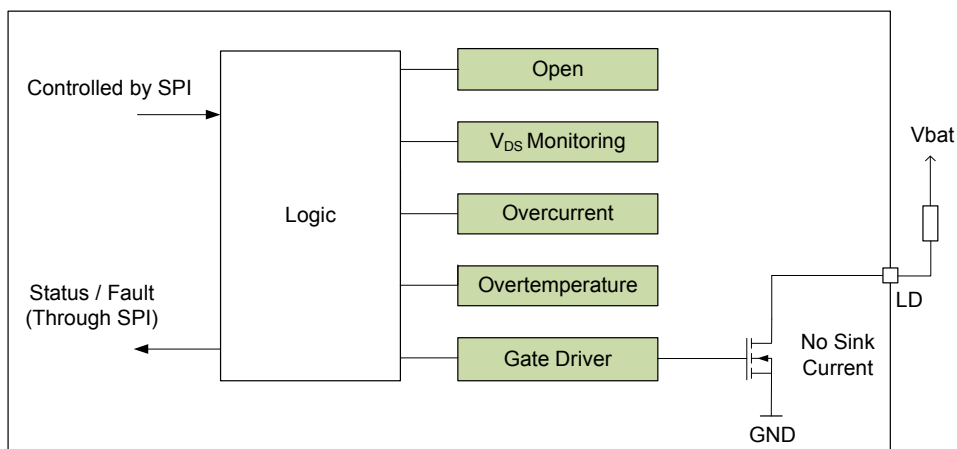 Open
Controlled by SPI
V_DS Monitoring
Vbat
Logic
Overcurrent
Status / Fault
(Through SPI)
Overtemperature
LD
Gate Driver
No Sink
Current
GND